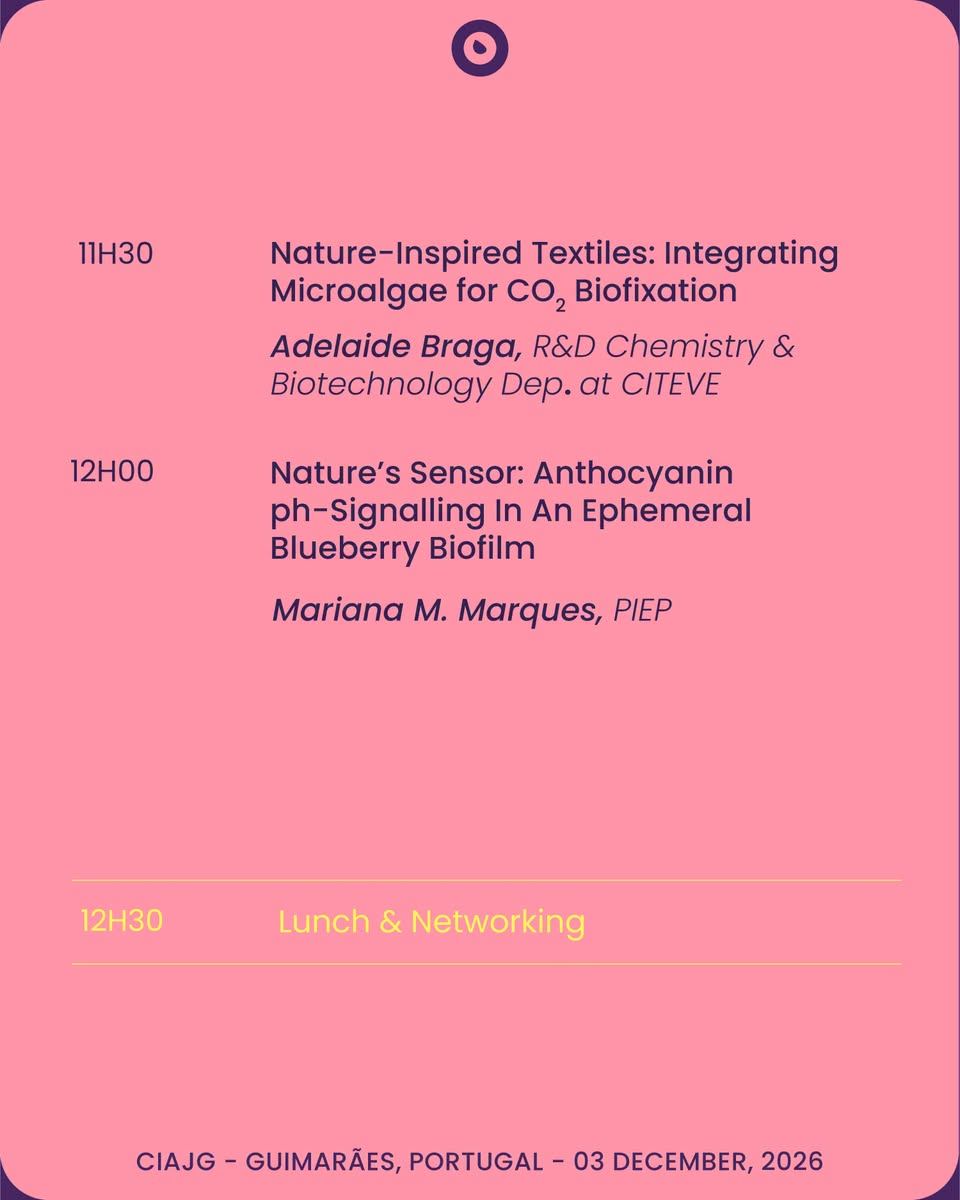 11H30
Nature-Inspired Textiles: Integrating
Microalgae for CO₂ Biofixation
Adelaide Braga, R&D Chemistry &
Biotechnology Dep. at CITEVE
12H00
Nature’s Sensor: Anthocyanin
ph-Signalling In An Ephemeral
Blueberry Biofilm
Mariana M. Marques, PIEP
12H30
Lunch & Networking
CIAJG - GUIMARÃES, PORTUGAL - 03 DECEMBER, 2026